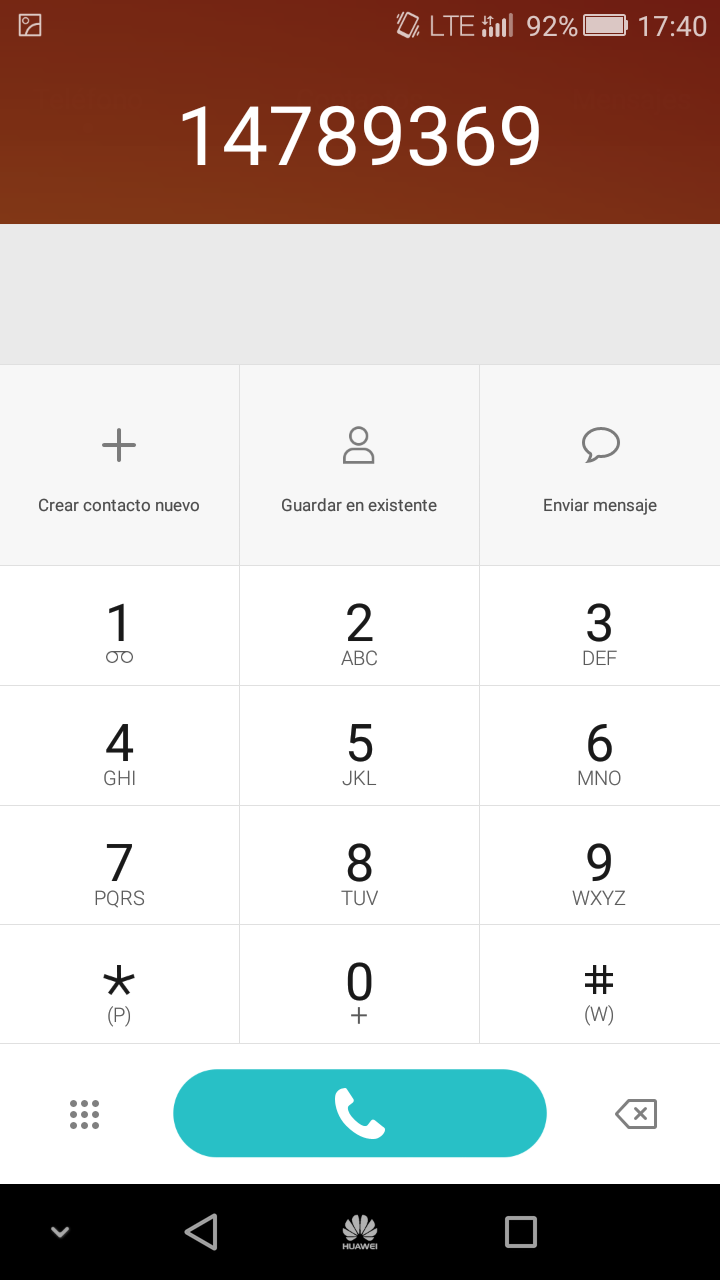 LTE 92% 17:40
14789369
Crear contacto nuevo Guardar en existente Enviar mensaje
1 2 3
ABC DEF
4 5 6
GHI JKL MNO
7 8 9
PQRS TUV WXYZ
* 0 #
(P) + (W)
HUAWEI